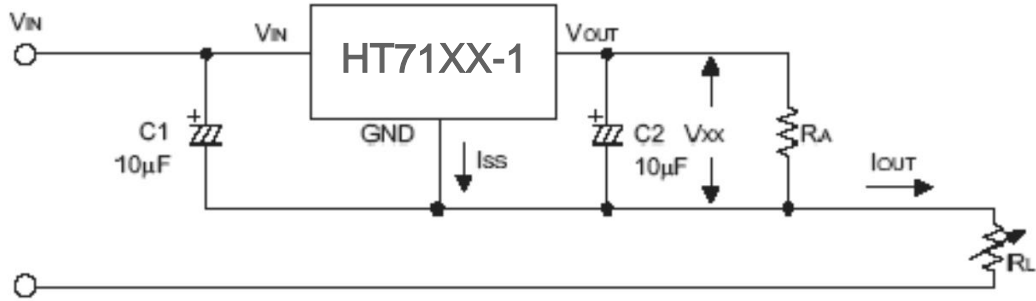 VIN
VIN
HT71XX-1
VOUT
C1
10μF
GND
ISS
C2
10μF
VXX
RA
IOUT
RL